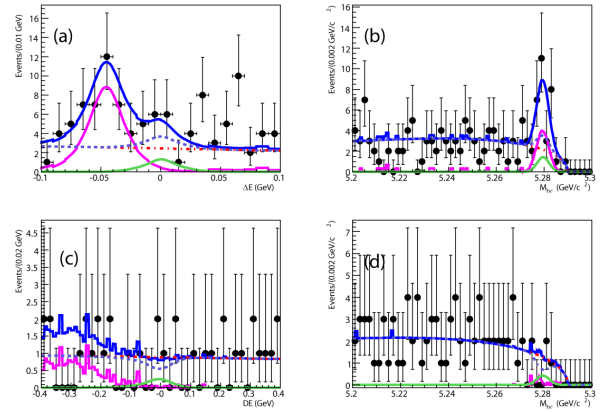 (a)
Events/(0.01 GeV)
14
12
10
8
6
4
2
0
-0.1 -0.05 0 0.05 0.1
ΔE (GeV)
(b)
Events/(0.002 GeV/c ²)
16
14
12
10
8
6
4
2
0
5.2 5.22 5.24 5.26 5.28 5.3
M (GeV/c ²)
(c)
Events/(0.02 GeV)
4.5
4
3.5
3
2.5
2
1.5
1
0.5
0
-0.4 -0.3 -0.2 -0.1 -0 0.1 0.2 0.3 0.4
DE (GeV)
(d)
Events/(0.002 GeV/c ²)
7
6
5
4
3
2
1
0
5.2 5.22 5.24 5.26 5.28 5.3
M (GeV/c ²)